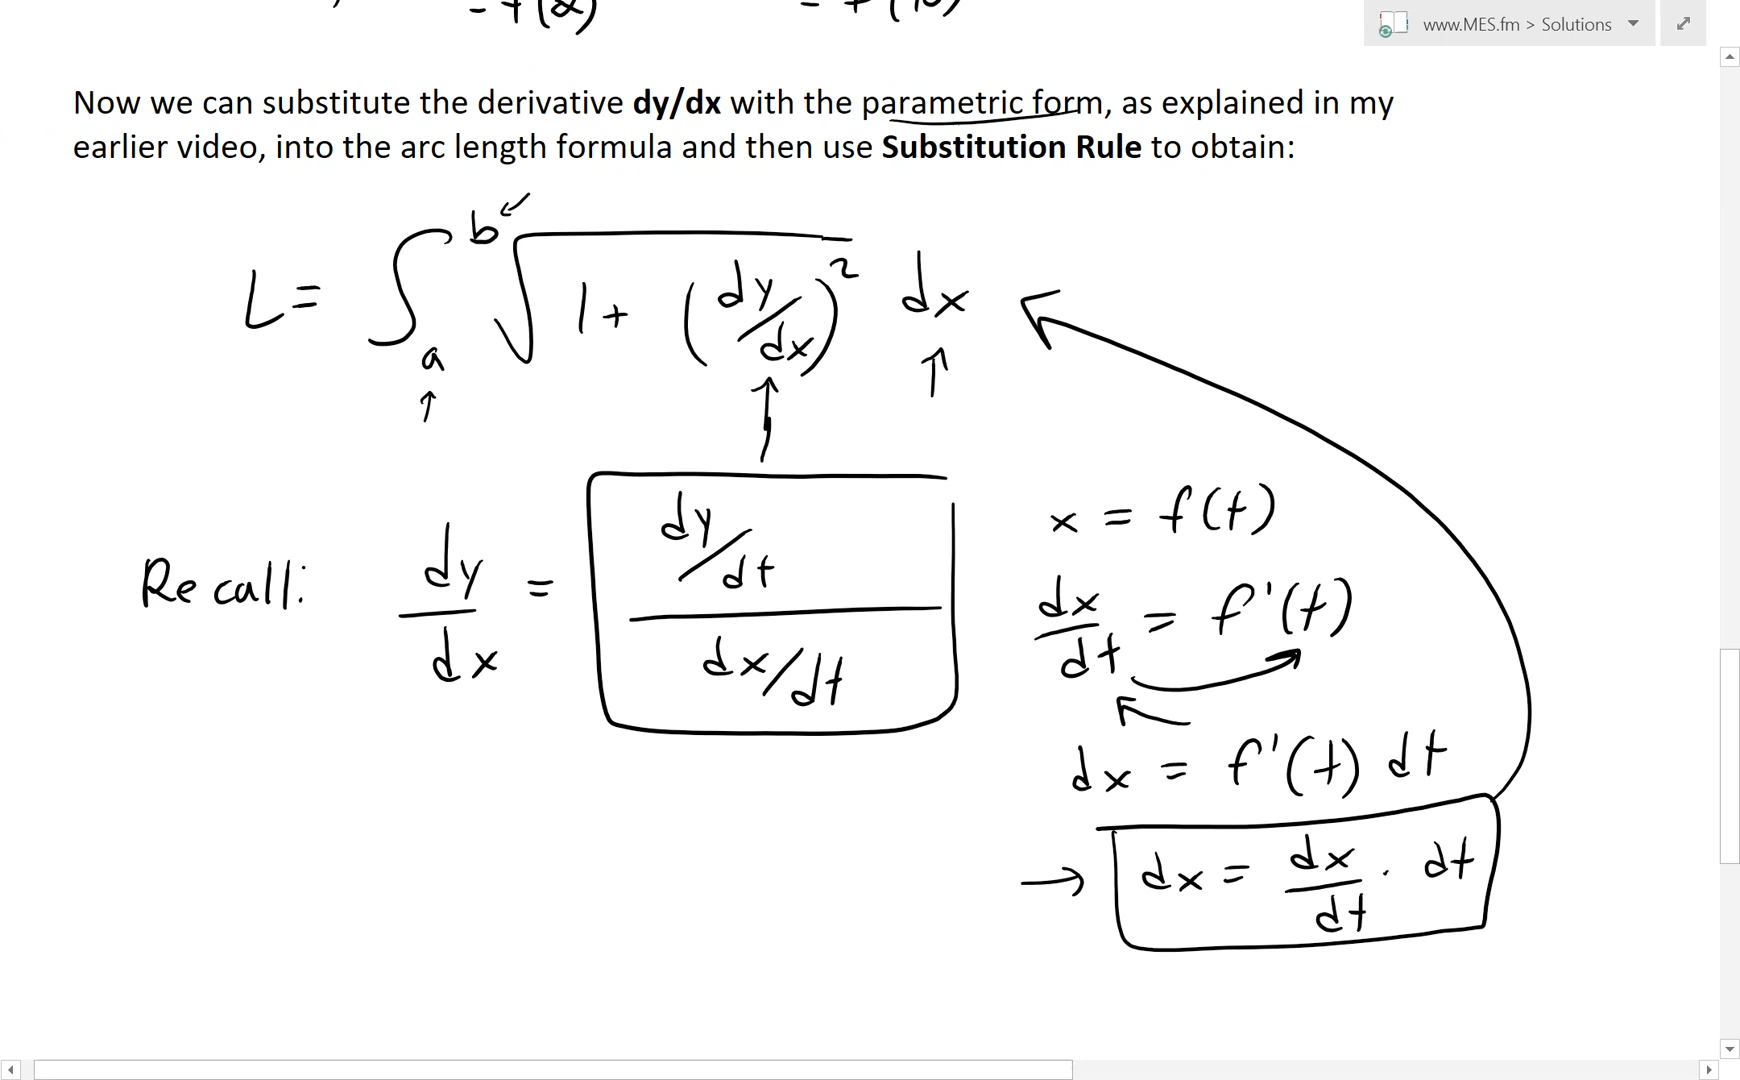 = f(α) = f(
www.MES.fm > Solutions
Now we can substitute the derivative dy/dx with the parametric form, as explained in my
earlier video, into the arc length formula and then use Substitution Rule to obtain:
L = ∫_a^b √(1 + (dy/dx)²) dx
Recall: dy/dx = (dy/dt)/(dx/dt)
x = f(t)
dx/dt = f'(t)
dx = f'(t) dt
→ dx = dx/dt · dt